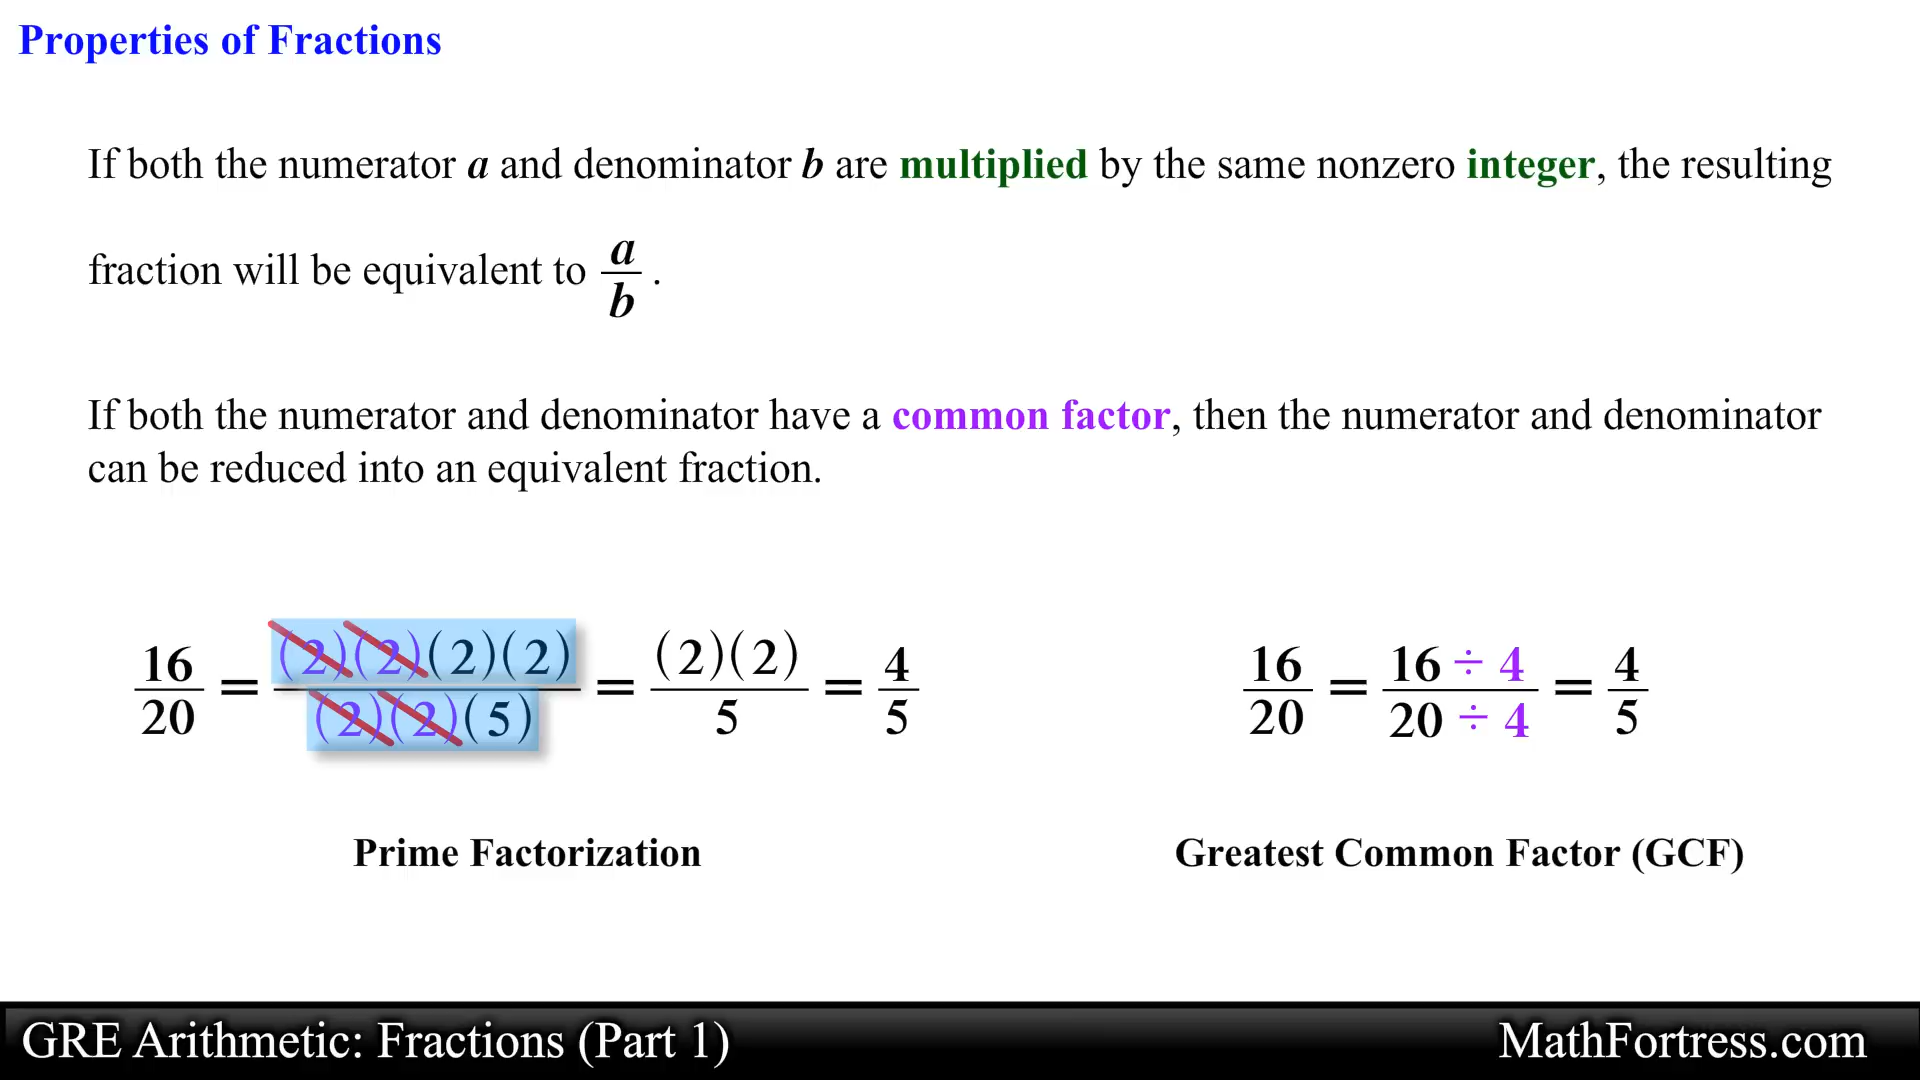 Properties of Fractions
If both the numerator a and denominator b are multiplied by the same nonzero integer, the resulting
fraction will be equivalent to a/b .
If both the numerator and denominator have a common factor, then the numerator and denominator
can be reduced into an equivalent fraction.
16/20 = (2)(2)(2)(2)/(2)(2)(5) = (2)(2)/5 = 4/5
16/20 = 16 ÷ 4/20 ÷ 4 = 4/5
Prime Factorization
Greatest Common Factor (GCF)
GRE Arithmetic: Fractions (Part 1)
MathFortress.com